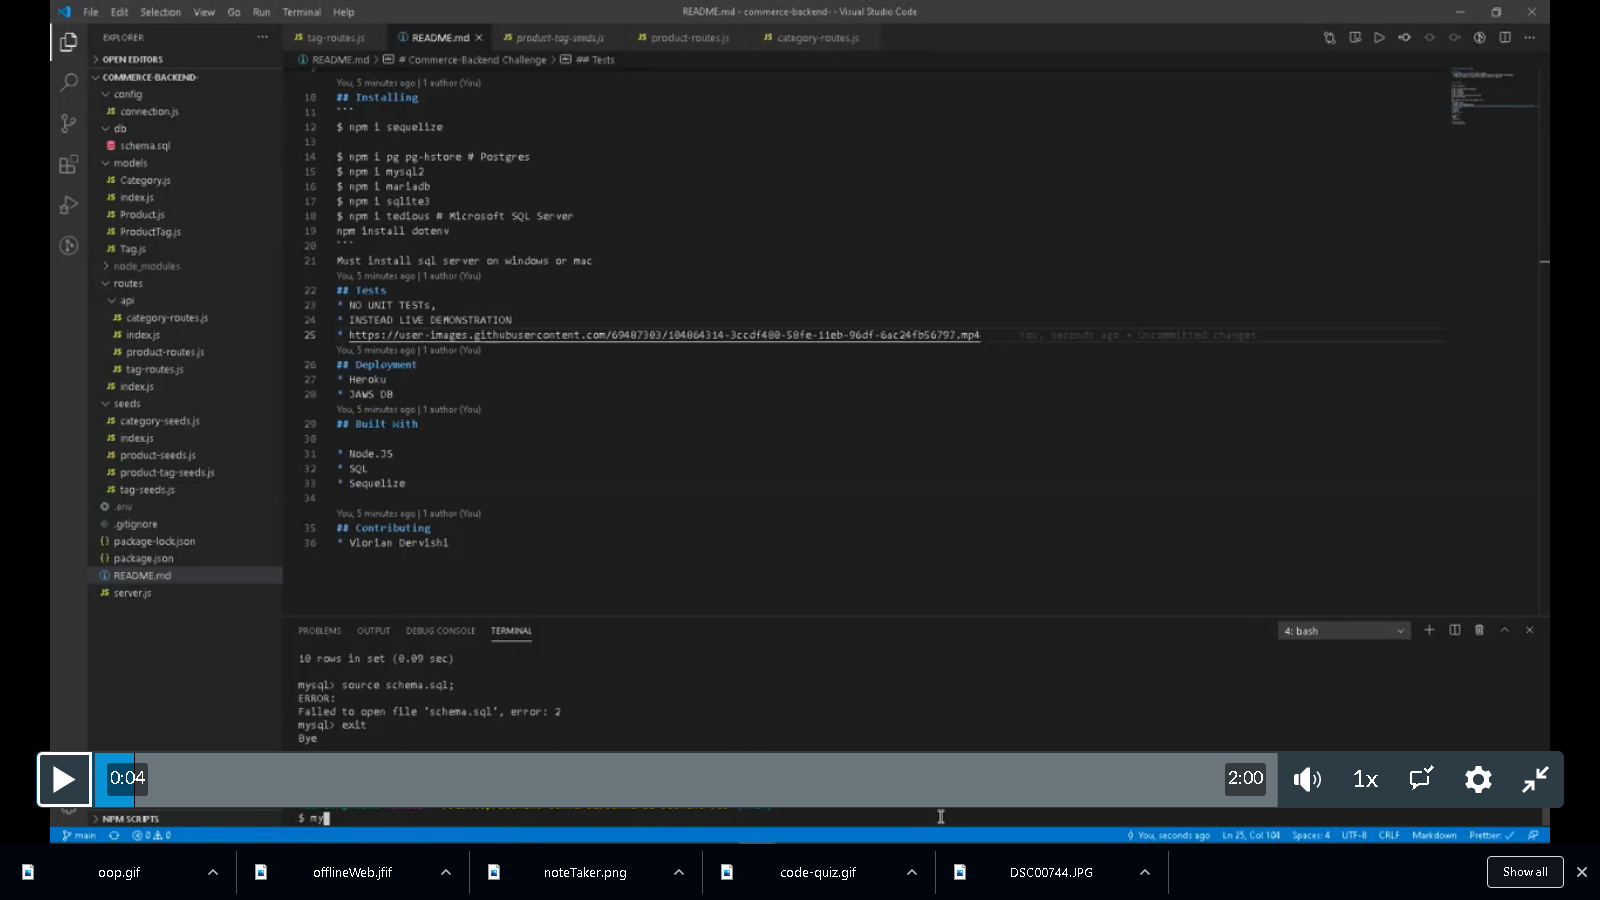 File Edit Selection View Go Run Terminal Help
README.md - commerce-backend- - Visual Studio Code
EXPLORER
tag-routes.js README.md product-tag-seeds.js product-routes.js category-routes.js
OPEN EDITORS
README.md > # Commerce-Backend Challenge > ## Tests
COMMERCE-BACKEND-
config
connection.js
db
schema.sql
models
Category.js
index.js
Product.js
ProductTag.js
Tag.js
node_modules
routes
api
category-routes.js
index.js
product-routes.js
tag-routes.js
index.js
seeds
category-seeds.js
index.js
product-seeds.js
product-tag-seeds.js
tag-seeds.js
.env
.gitignore
package-lock.json
package.json
README.md
server.js
You, 5 minutes ago | 1 author (You)
10 ## Installing
11 ```
12 $ npm i sequelize
13
14 $ npm i pg pg-hstore # Postgres
15 $ npm i mysql2
16 $ npm i mariadb
17 $ npm i sqlite3
18 $ npm i tedious # Microsoft SQL Server
19 npm install dotenv
20 ```
21 Must install sql server on windows or mac
You, 5 minutes ago | 1 author (You)
22 ## Tests
23 * NO UNIT TESTs,
24 * INSTEAD LIVE DEMONSTRATION
25 * https://user-images.githubusercontent.com/69487303/104864314-3ccdf480-58fe-11eb-96df-6ac24fb56797.mp4 You, seconds ago • Uncommitted changes
You, 5 minutes ago | 1 author (You)
26 ## Deployment
27 * Heroku
28 * JAWS DB
You, 5 minutes ago | 1 author (You)
29 ## Built With
30
31 * Node.JS
32 * SQL
33 * Sequelize
34
You, 5 minutes ago | 1 author (You)
35 ## Contributing
36 * Vlorian Dervishi
PROBLEMS OUTPUT DEBUG CONSOLE TERMINAL
4: bash
10 rows in set (0.09 sec)
mysql> source schema.sql;
ERROR:
Failed to open file 'schema.sql', error: 2
mysql> exit
Bye
0:04 2:00 1x
NPM SCRIPTS
$ my
main 0 0 You, seconds ago Ln 25, Col 104 Spaces: 4 UTF-8 CRLF Markdown Prettier: ✓
oop.gif offlineWeb.jfif noteTaker.png code-quiz.gif DSC00744.JPG Show all